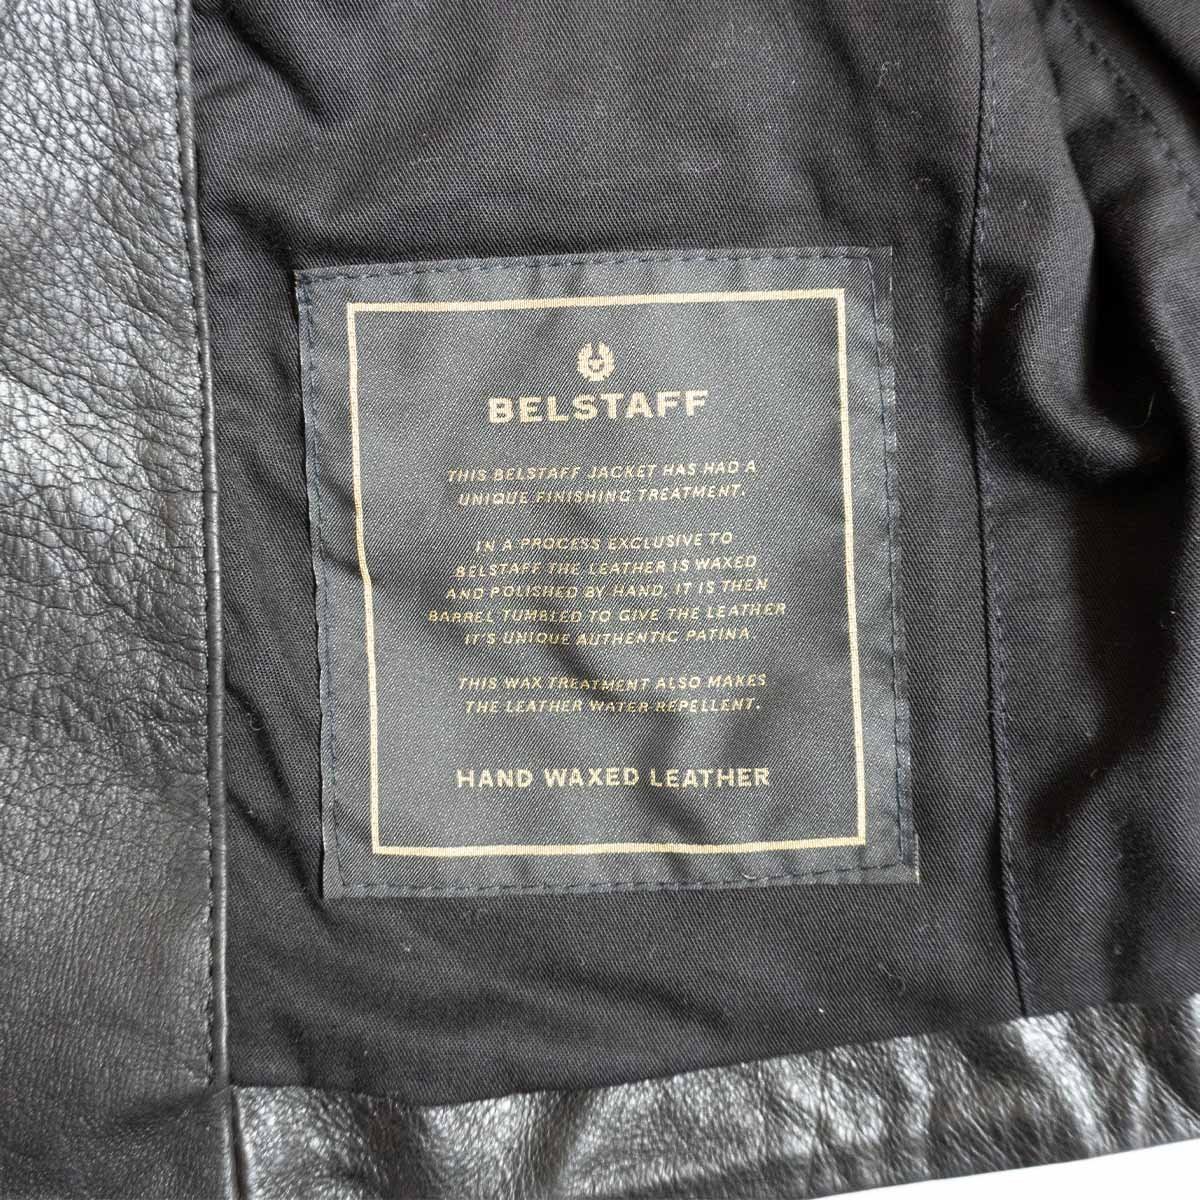 BELSTAFF
THIS BELSTAFF JACKET HAS HAD A
UNIQUE FINISHING TREATMENT.
IN A PROCESS EXCLUSIVE TO
BELSTAFF THE LEATHER IS WAXED
AND POLISHED BY HAND, IT IS THEN
BARREL TUMBLED TO GIVE THE LEATHER
IT'S UNIQUE AUTHENTIC PATINA.
THIS WAX TREATMENT ALSO MAKES
THE LEATHER WATER REPELLENT.
HAND WAXED LEATHER